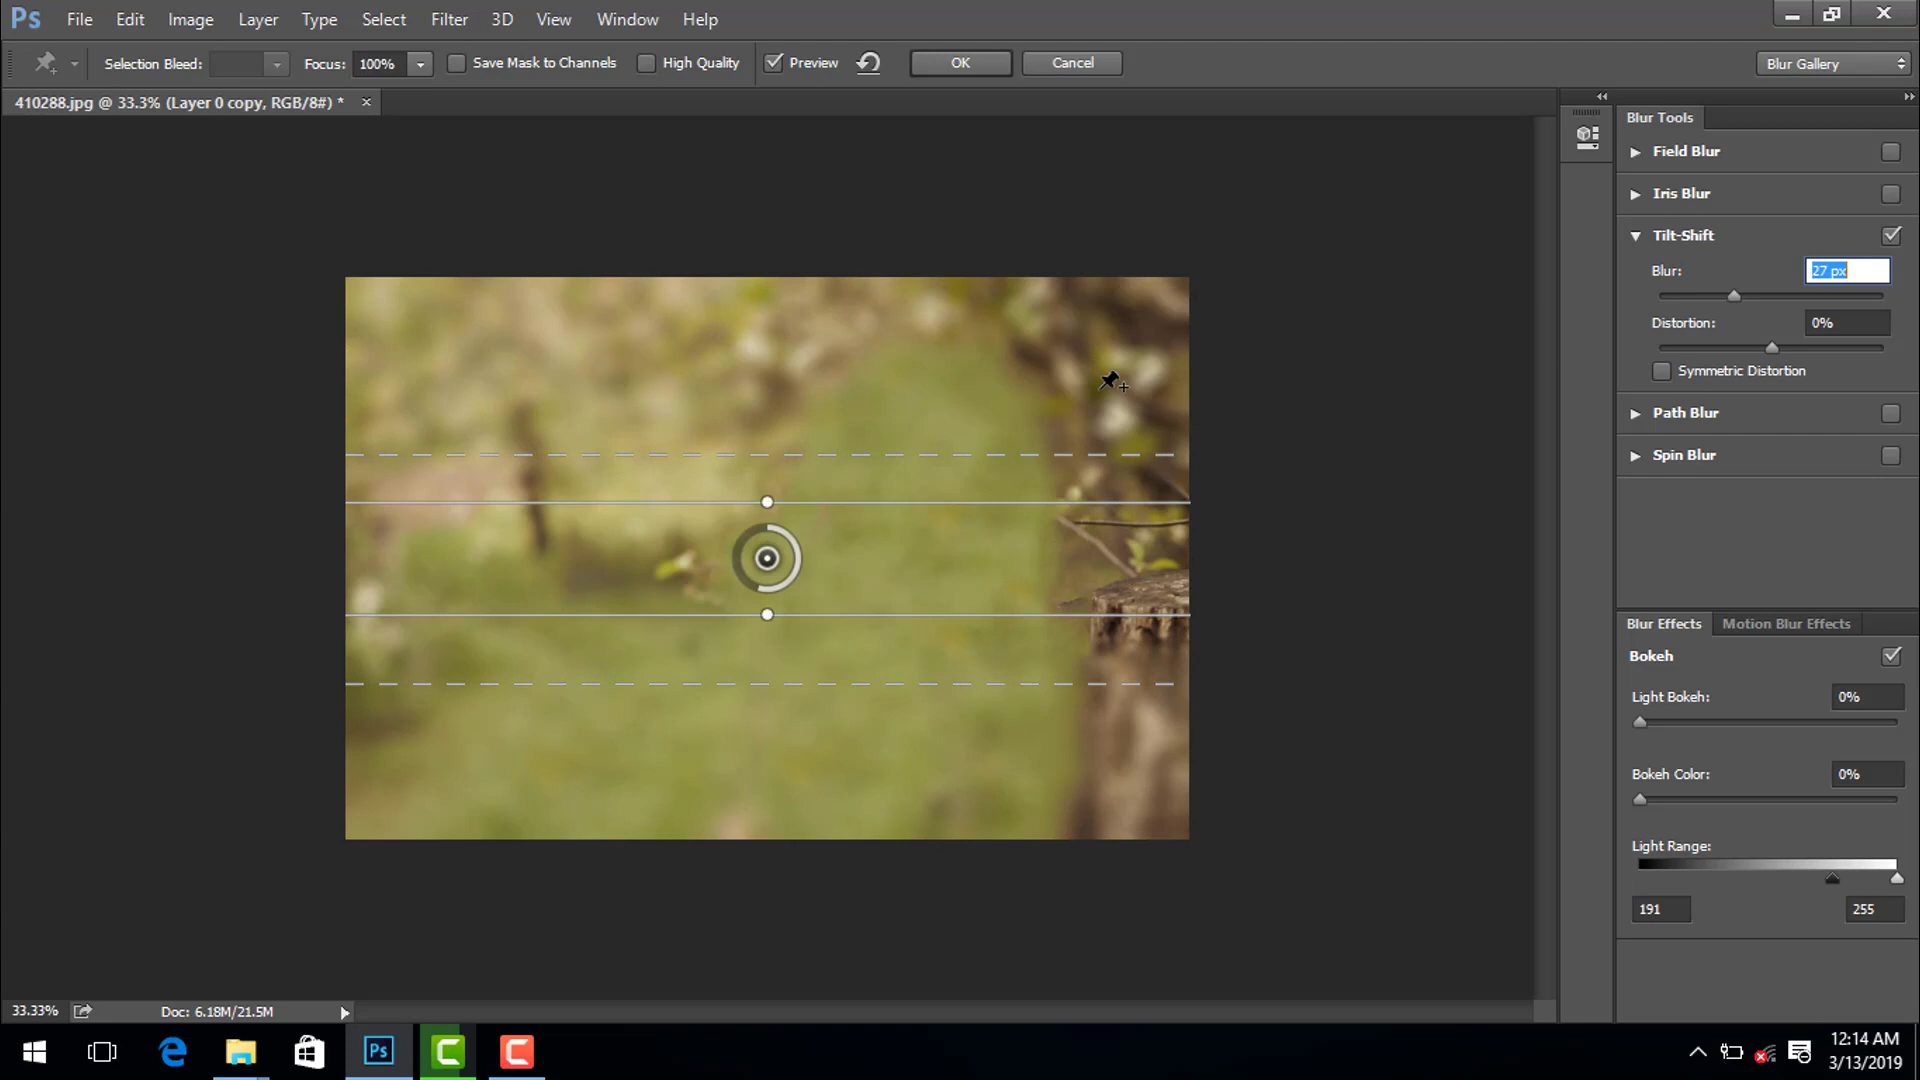 Ps File Edit Image Layer Type Select Filter 3D View Window Help
Selection Bleed: Focus: 100% Save Mask to Channels High Quality Preview OK Cancel Blur Gallery
410288.jpg @ 33.3% (Layer 0 copy, RGB/8#) *
Blur Tools
Field Blur
Iris Blur
Tilt-Shift
Blur: 27 px
Distortion: 0%
Symmetric Distortion
Path Blur
Spin Blur
Blur Effects Motion Blur Effects
Bokeh
Light Bokeh: 0%
Bokeh Color: 0%
Light Range:
191 255
33.33% Doc: 6.18M/21.5M
Ps
12:14 AM
3/13/2019